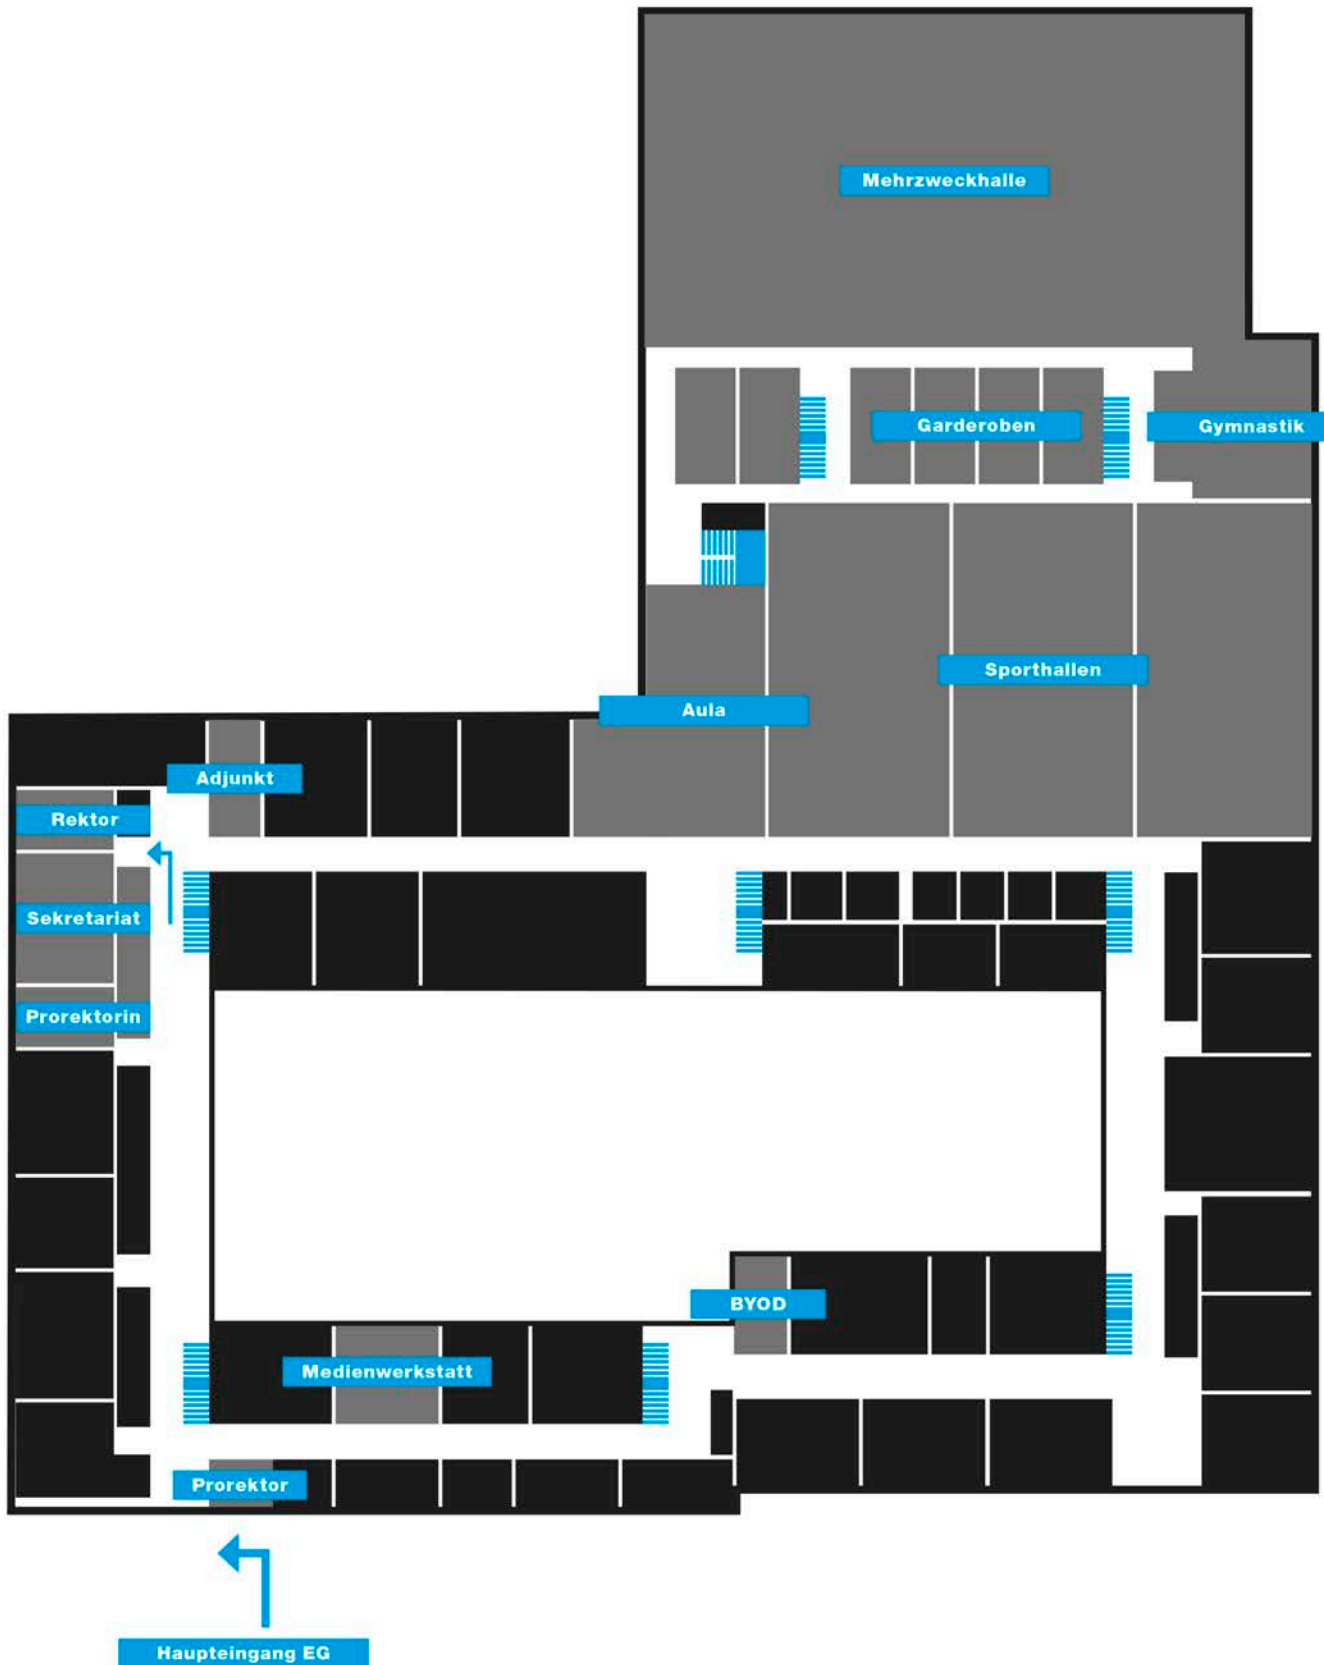 Mehrzweckhalle
Garderoben
Gymnastik
Sporthallen
Aula
Adjunkt
Rektor
Sekretariat
Prorektorin
BYOD
Medienwerkstatt
Prorektor
Haupteingang EG